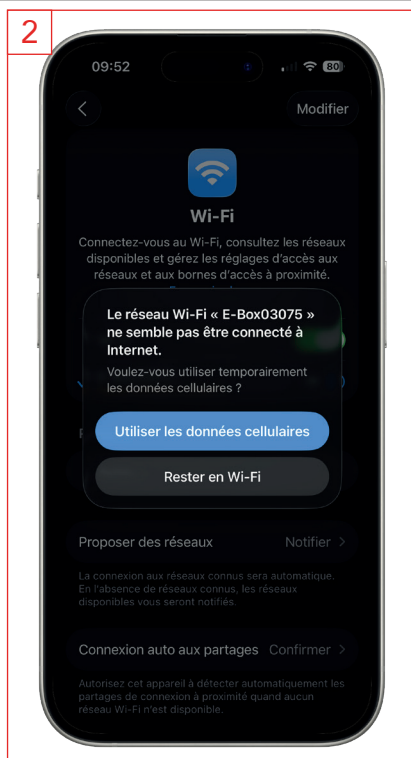 2
09:52
80
Modifier
Wi-Fi
Connectez-vous au Wi-Fi, consultez les réseaux
disponibles et gérez les réglages d'accès aux
réseaux et aux bornes d'accès à proximité.
Le réseau Wi-Fi « E-Box03075 »
ne semble pas être connecté à
Internet.
Voulez-vous utiliser temporairement
les données cellulaires ?
Utiliser les données cellulaires
Rester en Wi-Fi
Proposer des réseaux Notifier
La connexion aux réseaux connus sera automatique.
En l'absence de réseaux connus, les réseaux
disponibles vous seront notifiés.
Connexion auto aux partages Confirmer
Autorisez cet appareil à détecter automatiquement les
partages de connexion à proximité quand aucun
réseau Wi-Fi n'est disponible.